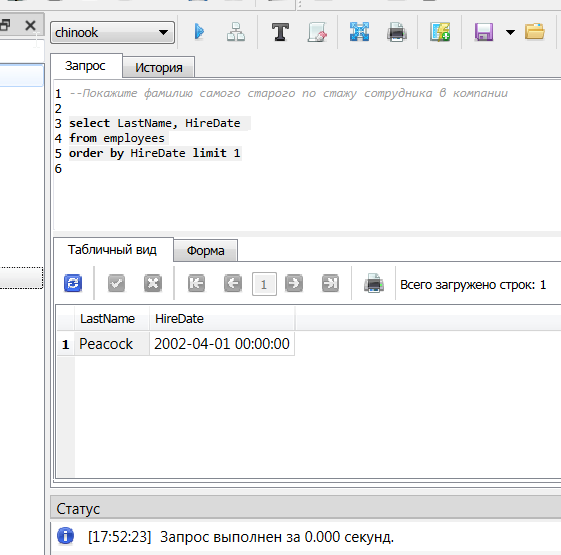 chinook
Запрос
История
1 --Покажите фамилию самого старого по стажу сотрудника в компании
2
3 select LastName, HireDate
4 from employees
5 order by HireDate limit 1
6
Табличный вид
Форма
1
Всего загружено строк: 1
LastName HireDate
1 Peacock 2002-04-01 00:00:00
Статус
[17:52:23] Запрос выполнен за 0.000 секунд.